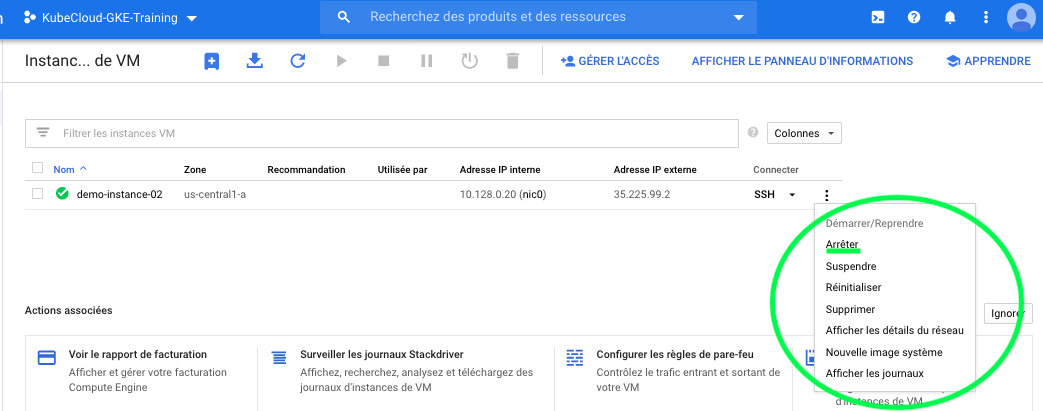 KubeCloud-GKE-Training
Recherchez des produits et des ressources
Instanc... de VM
GÉRER L'ACCÈS
AFFICHER LE PANNEAU D'INFORMATIONS
APPRENDRE
Filtrer les instances VM
Colonnes
Nom Zone Recommandation Utilisée par Adresse IP interne Adresse IP externe Connecter
demo-instance-02 us-central1-a 10.128.0.20 (nic0) 35.225.99.2 SSH
Démarrer/Reprendre
Arrêter
Suspendre
Réinitialiser
Supprimer
Afficher les détails du réseau
Nouvelle image système
Afficher les journaux
Actions associées
Ignorer
Voir le rapport de facturation
Afficher et gérer votre facturation
Compute Engine
Surveiller les journaux Stackdriver
Affichez, recherchez, analysez et téléchargez des
journaux d'instances de VM
Configurer les règles de pare-feu
Contrôlez le trafic entrant et sortant de
votre VM
d'instances de VM